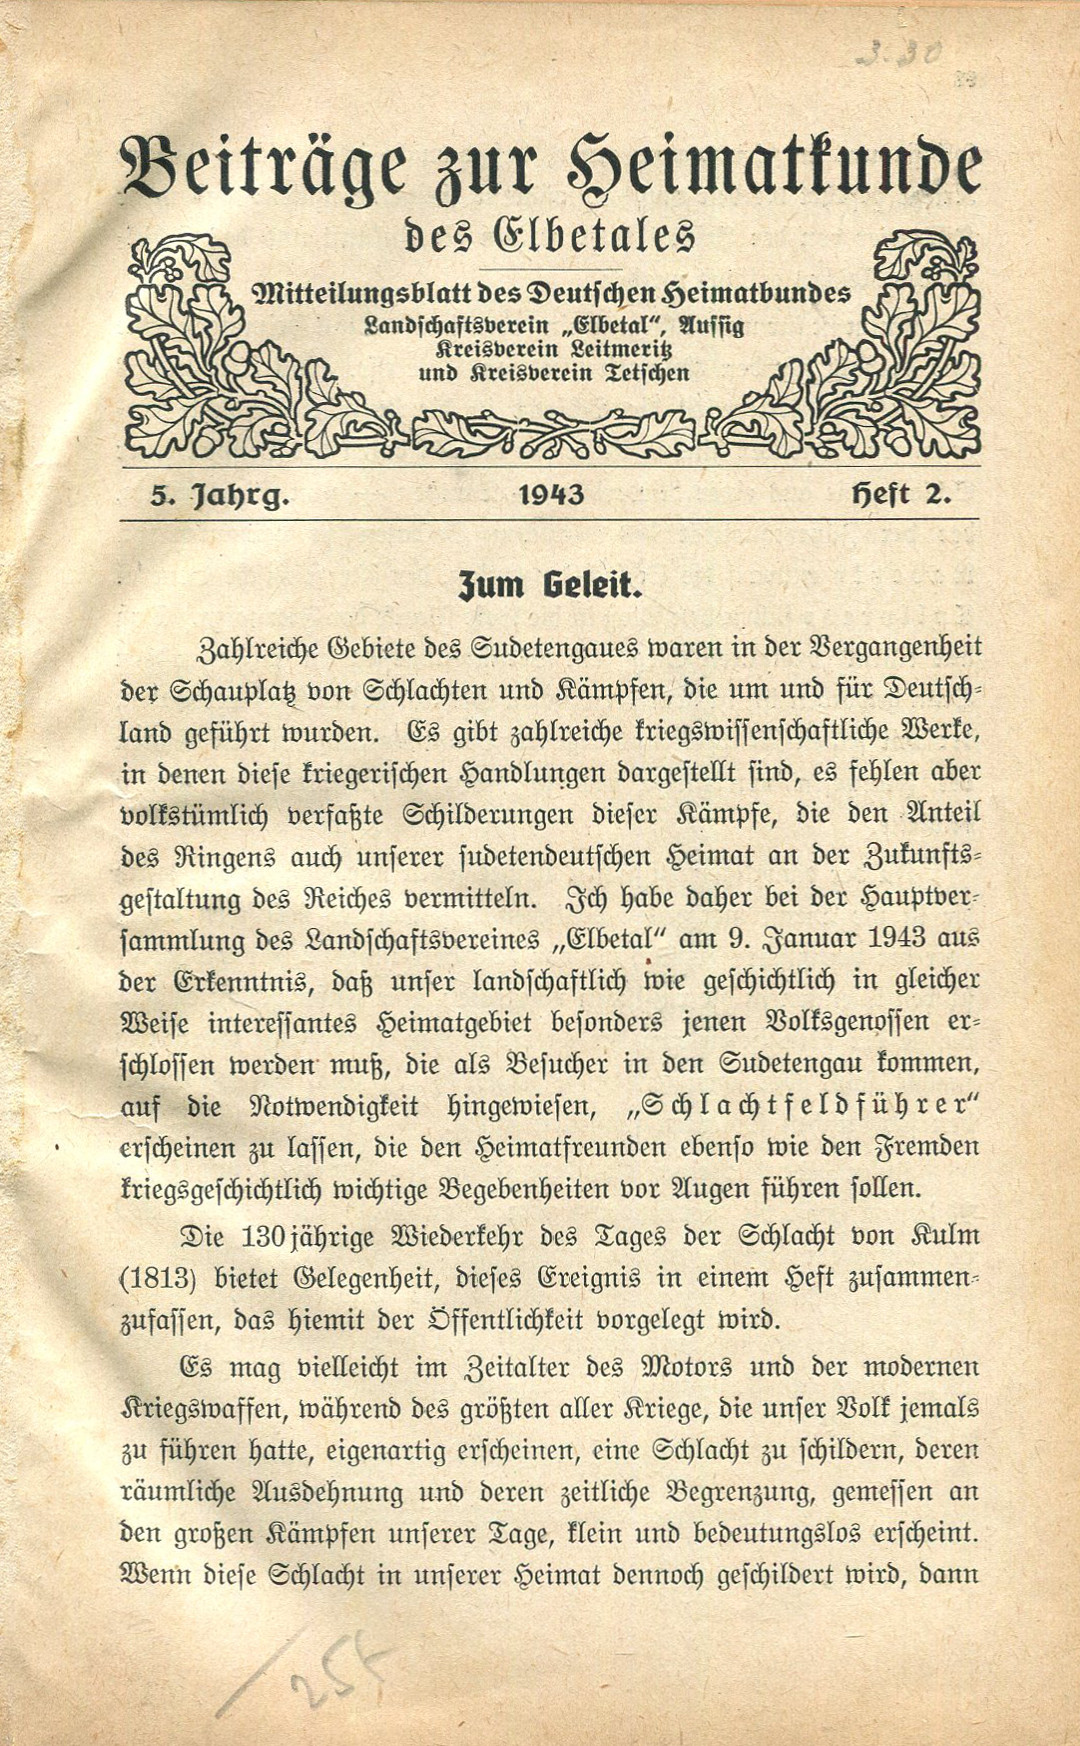 3.30
Beiträge zur Heimatkunde
des Elbetales
Mitteilungsblatt des Deutschen Heimatbundes
Landschaftsverein „Elbetal“, Aussig
Kreisverein Leitmeritz
und Kreisverein Tetschen
5. Jahrg. 1943 Heft 2.
Zum Geleit.
Zahlreiche Gebiete des Sudetengaues waren in der Vergangenheit
der Schauplatz von Schlachten und Kämpfen, die um und für Deutsch-
land geführt wurden. Es gibt zahlreiche kriegswissenschaftliche Werke,
in denen diese kriegerischen Handlungen dargestellt sind, es fehlen aber
volkstümlich verfaßte Schilderungen dieser Kämpfe, die den Anteil
des Ringens auch unserer sudetendeutschen Heimat an der Zukunfts-
gestaltung des Reiches vermitteln. Ich habe daher bei der Hauptver-
sammlung des Landschaftsvereines „Elbetal“ am 9. Januar 1943 aus
der Erkenntnis, daß unser landschaftlich wie geschichtlich in gleicher
Weise interessantes Heimatgebiet besonders jenen Volksgenossen er-
schlossen werden muß, die als Besucher in den Sudetengau kommen,
auf die Notwendigkeit hingewiesen, „Schlachtfeldführer“
erscheinen zu lassen, die den Heimatfreunden ebenso wie den Fremden
kriegsgeschichtlich wichtige Begebenheiten vor Augen führen sollen.
Die 130jährige Wiederkehr des Tages der Schlacht von Kulm
(1813) bietet Gelegenheit, dieses Ereignis in einem Heft zusammen-
zufassen, das hiemit der Öffentlichkeit vorgelegt wird.
Es mag vielleicht im Zeitalter des Motors und der modernen
Kriegswaffen, während des größten aller Kriege, die unser Volk jemals
zu führen hatte, eigenartig erscheinen, eine Schlacht zu schildern, deren
räumliche Ausdehnung und deren zeitliche Begrenzung, gemessen an
den großen Kämpfen unserer Tage, klein und bedeutungslos erscheint.
Wenn diese Schlacht in unserer Heimat dennoch geschildert wird, dann